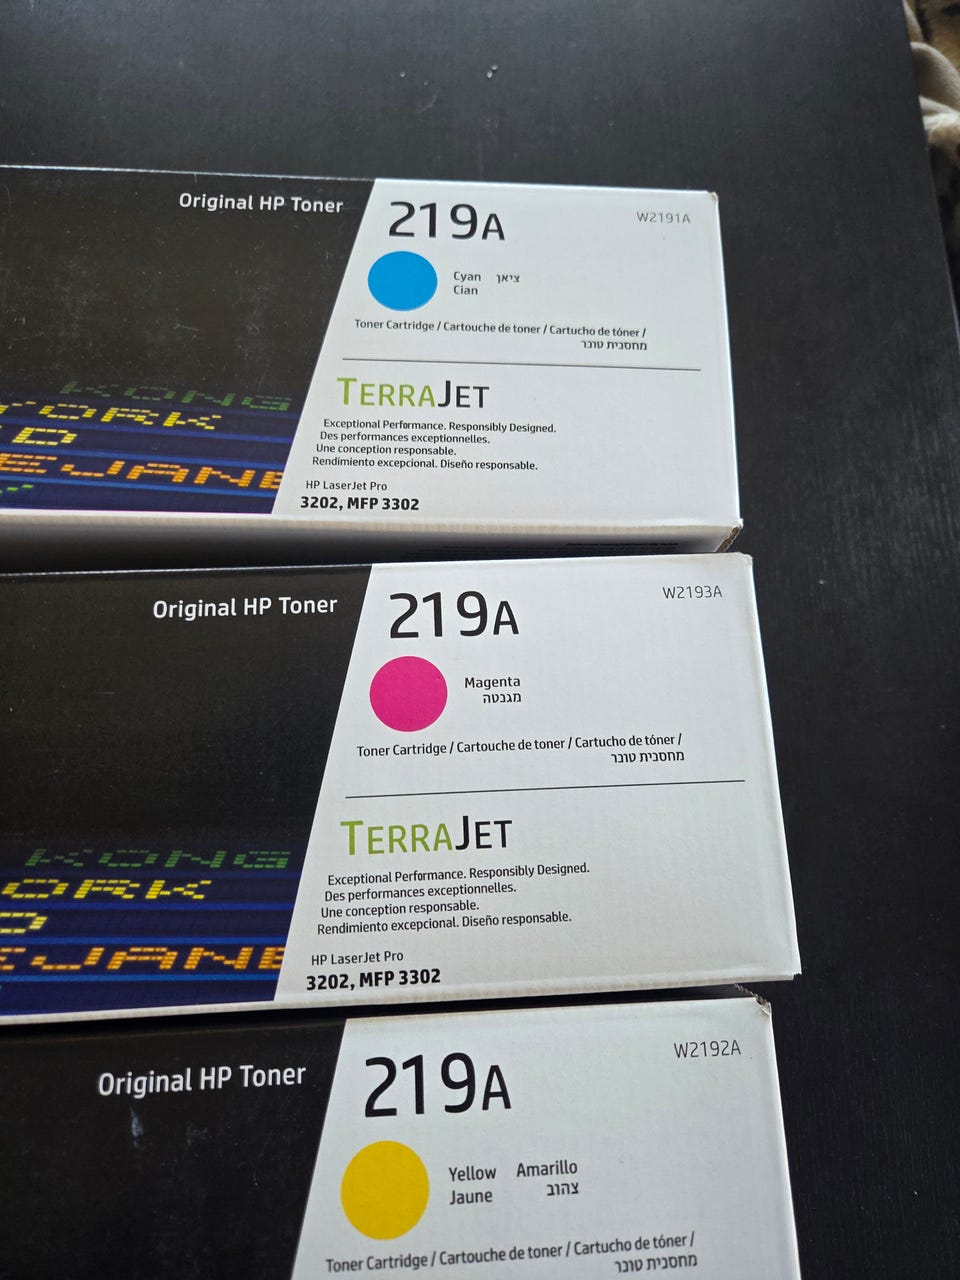 Original HP Toner
219A
W2191A
Cyan ציאן
Cian
Toner Cartridge / Cartouche de toner / Cartucho de tóner /
מחסנית טונר
TERRAJET
Exceptional Performance. Responsibly Designed.
Des performances exceptionnelles.
Une conception responsable.
Rendimiento excepcional. Diseño responsable.
HP LaserJet Pro
3202, MFP 3302
KONG
YORK
Original HP Toner
219A
W2193A
Magenta
מגנטה
Toner Cartridge / Cartouche de toner / Cartucho de tóner /
מחסנית טונר
TERRAJET
Exceptional Performance. Responsibly Designed.
Des performances exceptionnelles.
Une conception responsable.
Rendimiento excepcional. Diseño responsable.
HP LaserJet Pro
3202, MFP 3302
KONG
ORK
Original HP Toner
219A
W2192A
Yellow Amarillo
Jaune צהוב
Toner Cartridge / Cartouche de toner / Cartucho de tóner /
מחסנית טונר